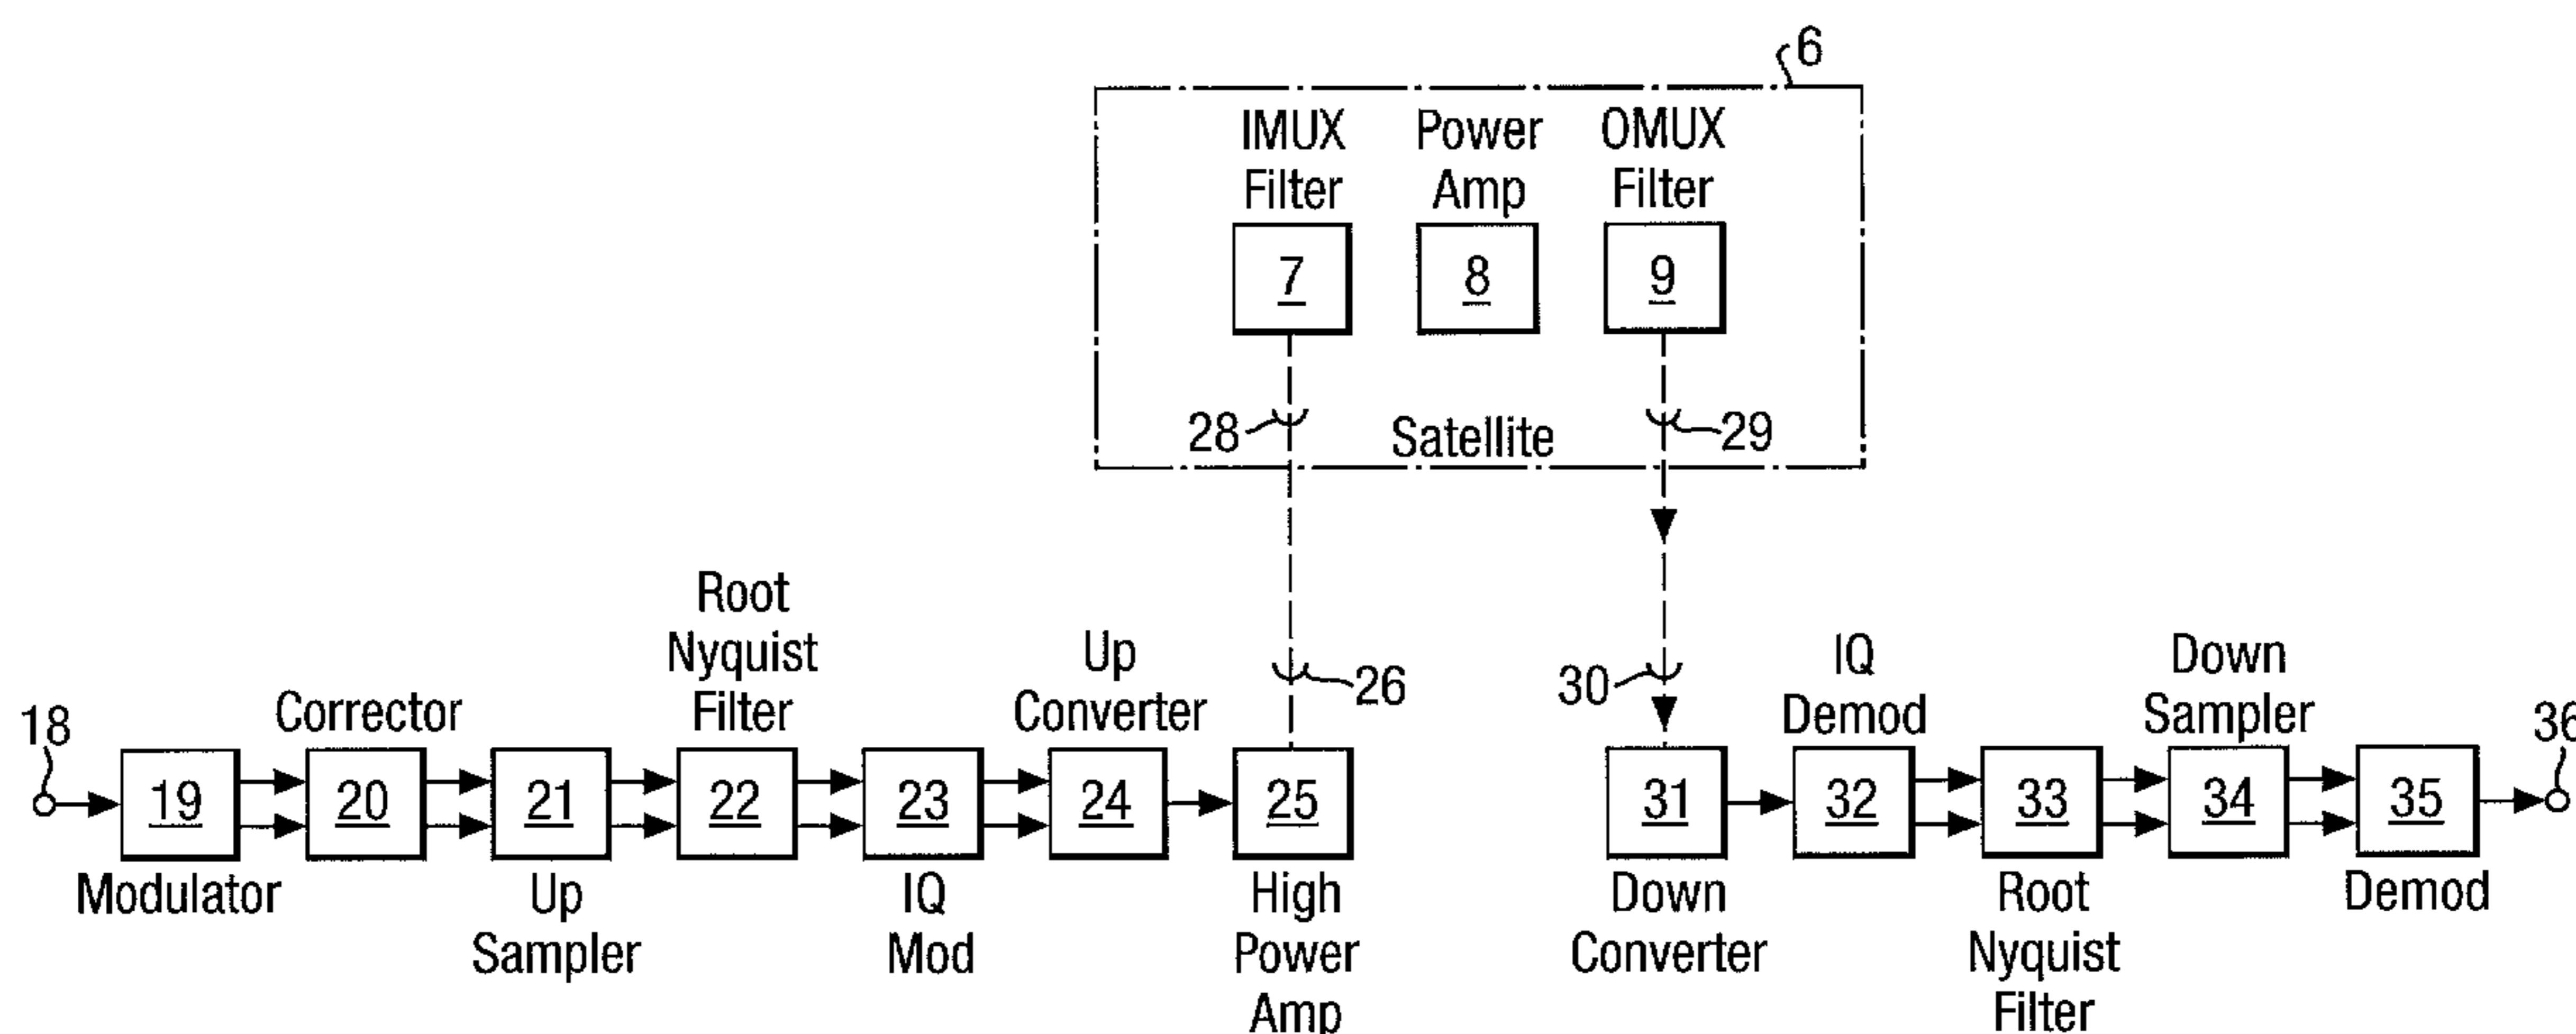 6
IMUX Filter
Power Amp
OMUX Filter
7
8
9
28
Satellite
29
26
30
18
Modulator
19
Corrector
20
Up Sampler
21
Root Nyquist Filter
22
IQ Mod
23
Up Converter
24
High Power Amp
25
Down Converter
31
IQ Demod
32
Root Nyquist Filter
33
Down Sampler
34
Demod
35
36